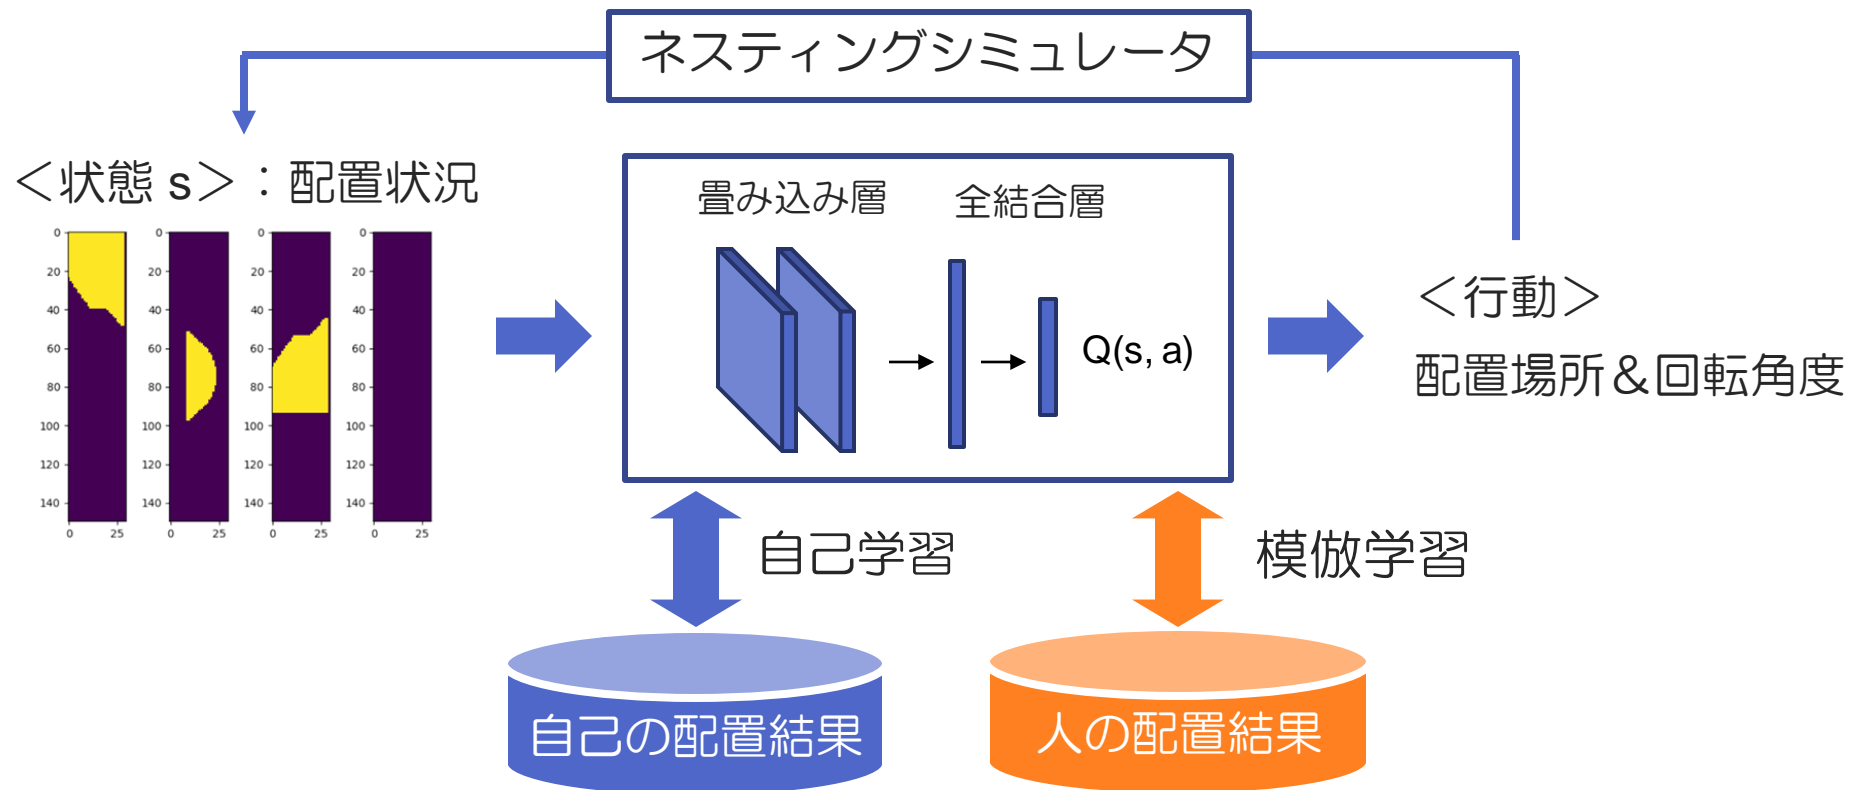 ネスティングシミュレータ
＜状態 s＞：配置状況
畳み込み層
全結合層
0 0 0 0
20 20 20 20
40 40 40 40
60 60 60 60
80 80 80 80
100 100 100 100
120 120 120 120
140 140 140 140
0 25 0 25 0 25 0 25
Q(s, a)
＜行動＞
配置場所＆回転角度
自己学習
模倣学習
自己の配置結果
人の配置結果